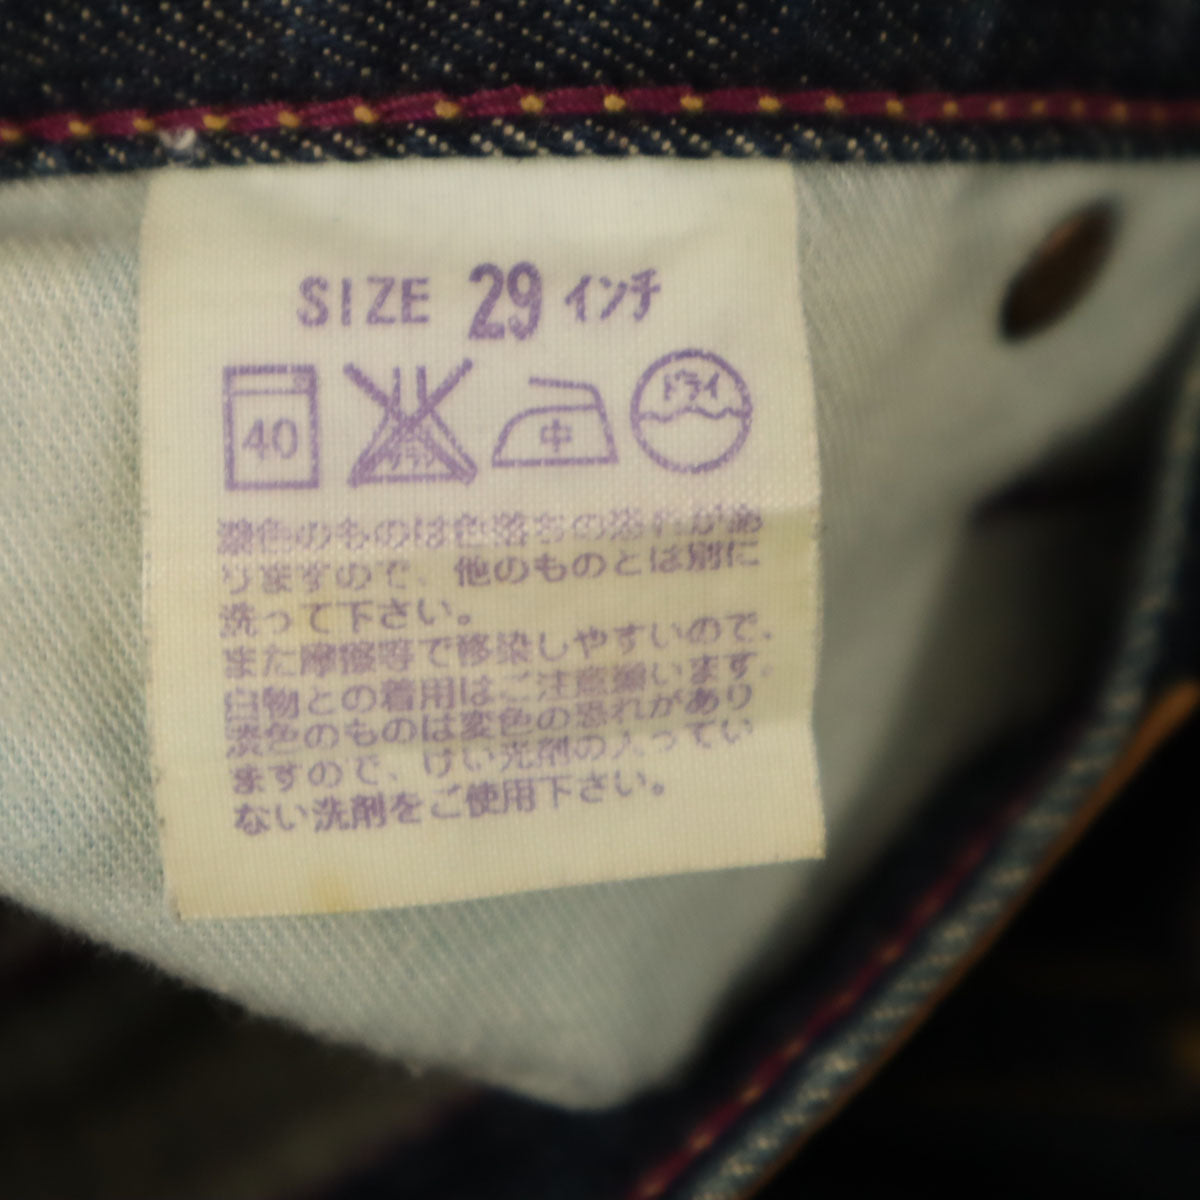 SIZE 29 インチ
40 中 ドライ
濃色のものは色落ちの恐れがあ
りますので、他のものとは別に
洗って下さい。
また摩擦等で移染しやすいので、
白物との着用はご注意願います。
淡色のものは変色の恐れがあり
ますので、けい光剤の入ってい
ない洗剤をご使用下さい。